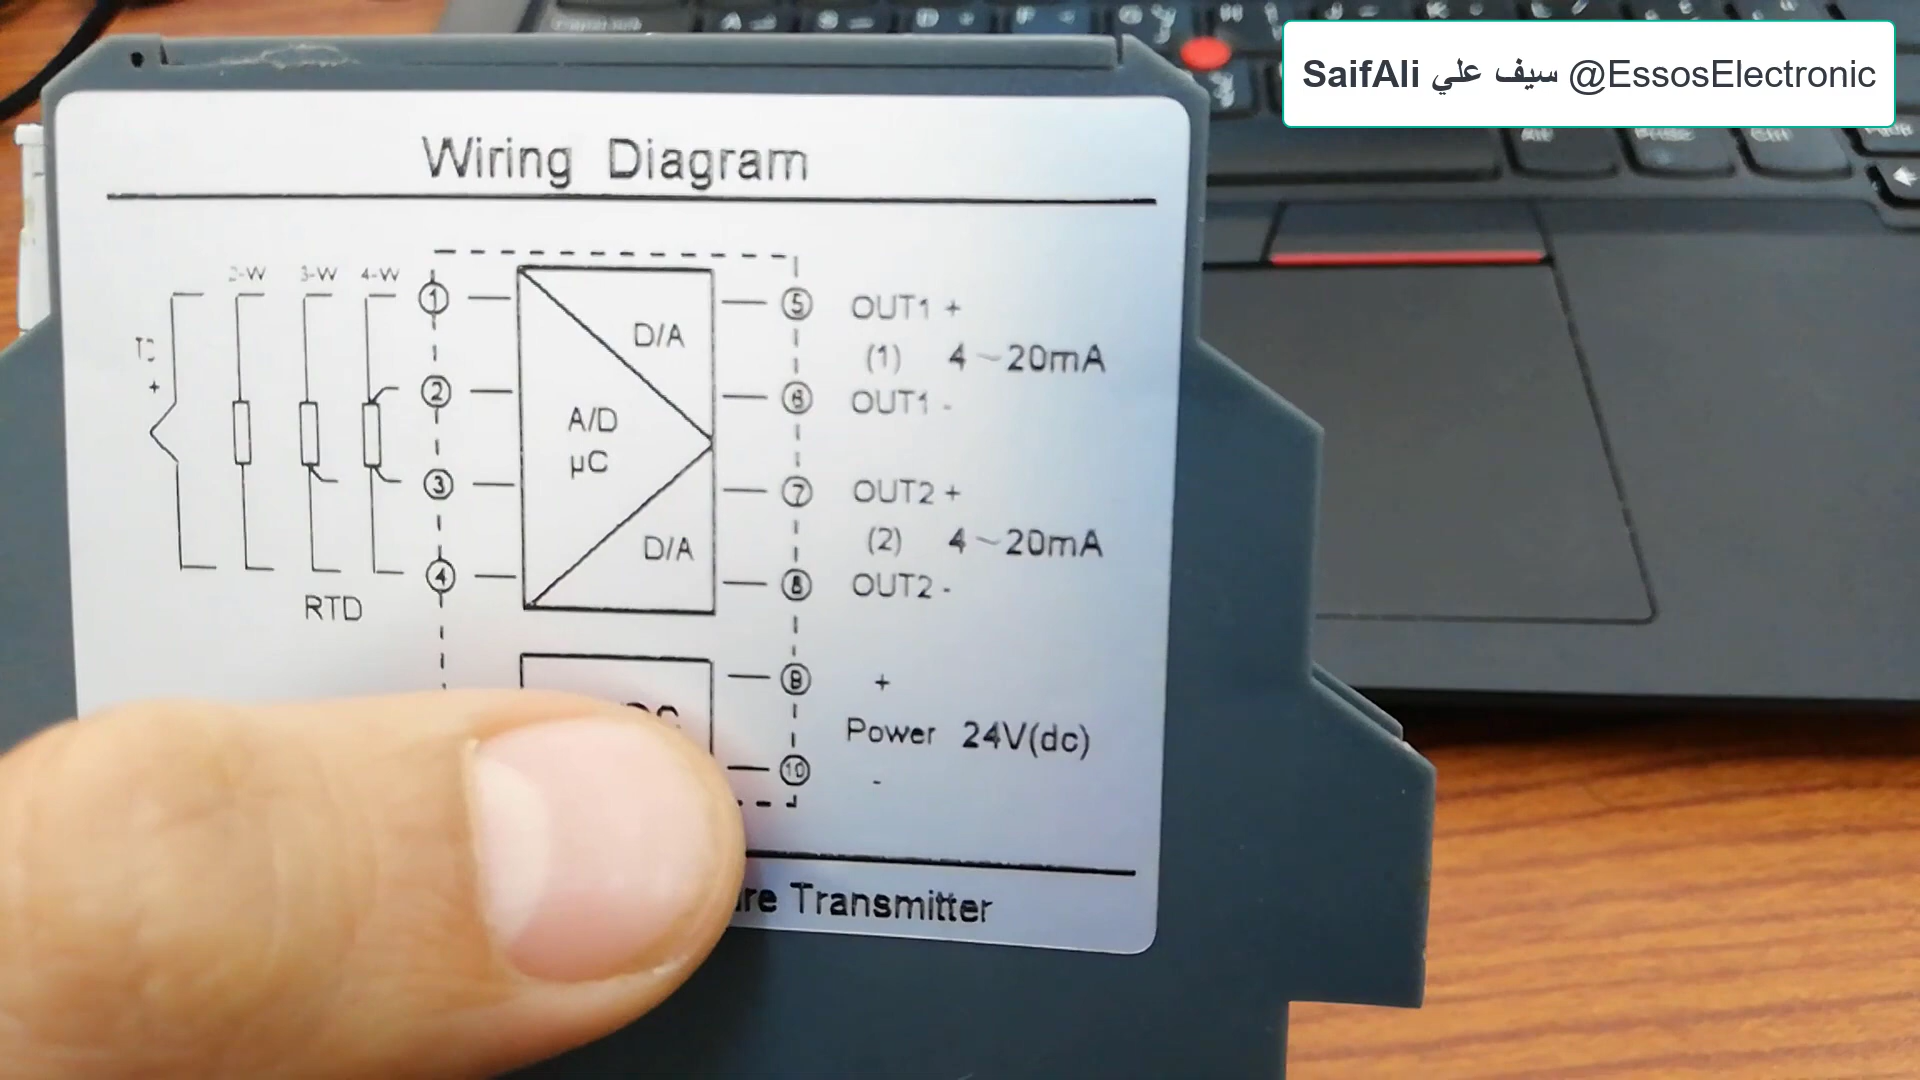 SaifAli سيف علي @EssosElectronic
Wiring Diagram
2-W 3-W 4-W
1
5
OUT1 +
D/A
(1) 4~20mA
TC
+
2
6
OUT1 -
A/D
µC
3
7
OUT2 +
D/A
(2) 4~20mA
4
8
OUT2 -
RTD
9
+
Power 24V(dc)
10
-
Transmitter